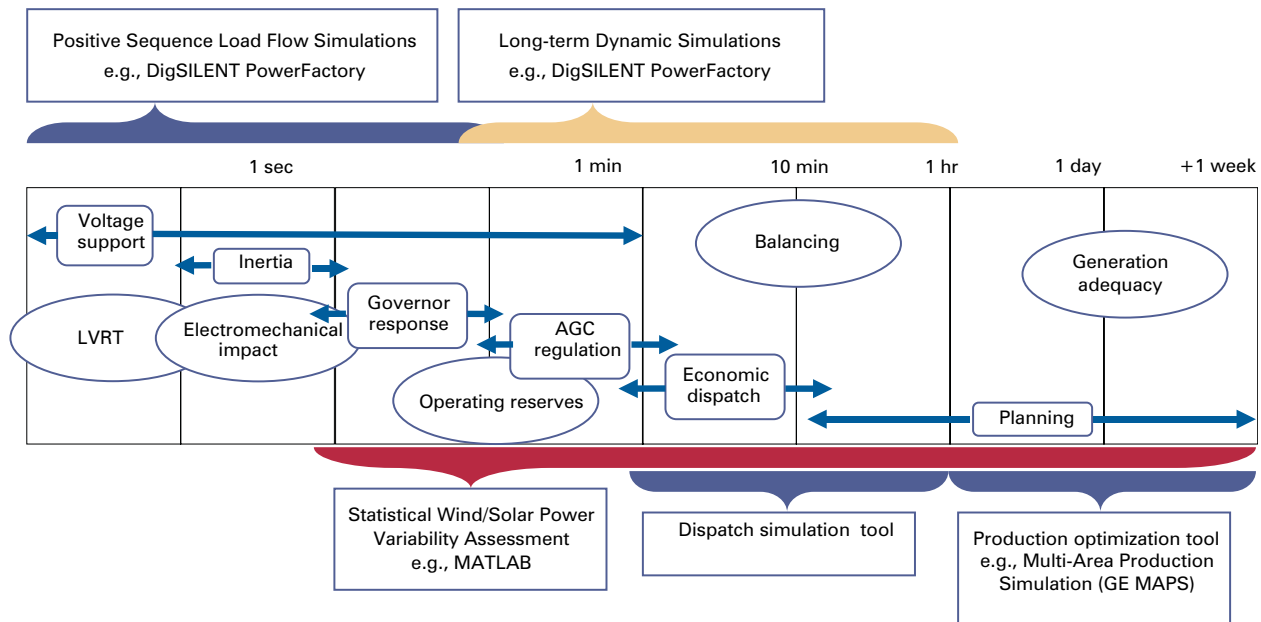 Positive Sequence Load Flow Simulations
e.g., DigSILENT PowerFactory
Long-term Dynamic Simulations
e.g., DigSILENT PowerFactory
1 sec
1 min
10 min
1 hr
1 day
+1 week
Voltage
support
Inertia
Balancing
Generation
adequacy
LVRT
Electromechanical
impact
Governor
response
AGC
regulation
Operating reserves
Economic
dispatch
Planning
Statistical Wind/Solar Power
Variability Assessment
e.g., MATLAB
Dispatch simulation tool
Production optimization tool
e.g., Multi-Area Production
Simulation (GE MAPS)